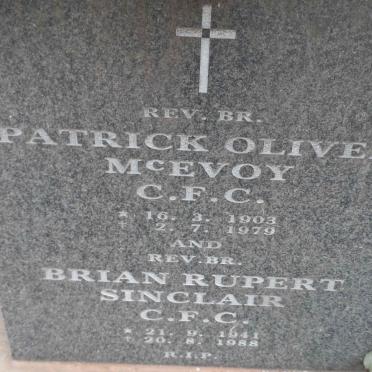 REV. BR.
PATRICK OLIVE
McEVOY
C.F.C.
* 16. 3. 1903
† 2. 7. 1979
AND
REV.BR.
BRIAN RUPERT
SINCLAIR
C.F.C.
* 21. 9. 1941
† 20. 8. 1988
R.I.P.